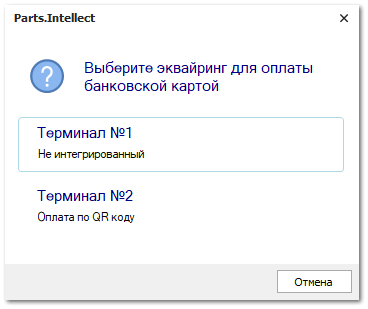 Parts.Intellect
Выберите эквайринг для оплаты
банковской картой
Терминал №1
Не интегрированный
Терминал №2
Оплата по QR коду
Отмена